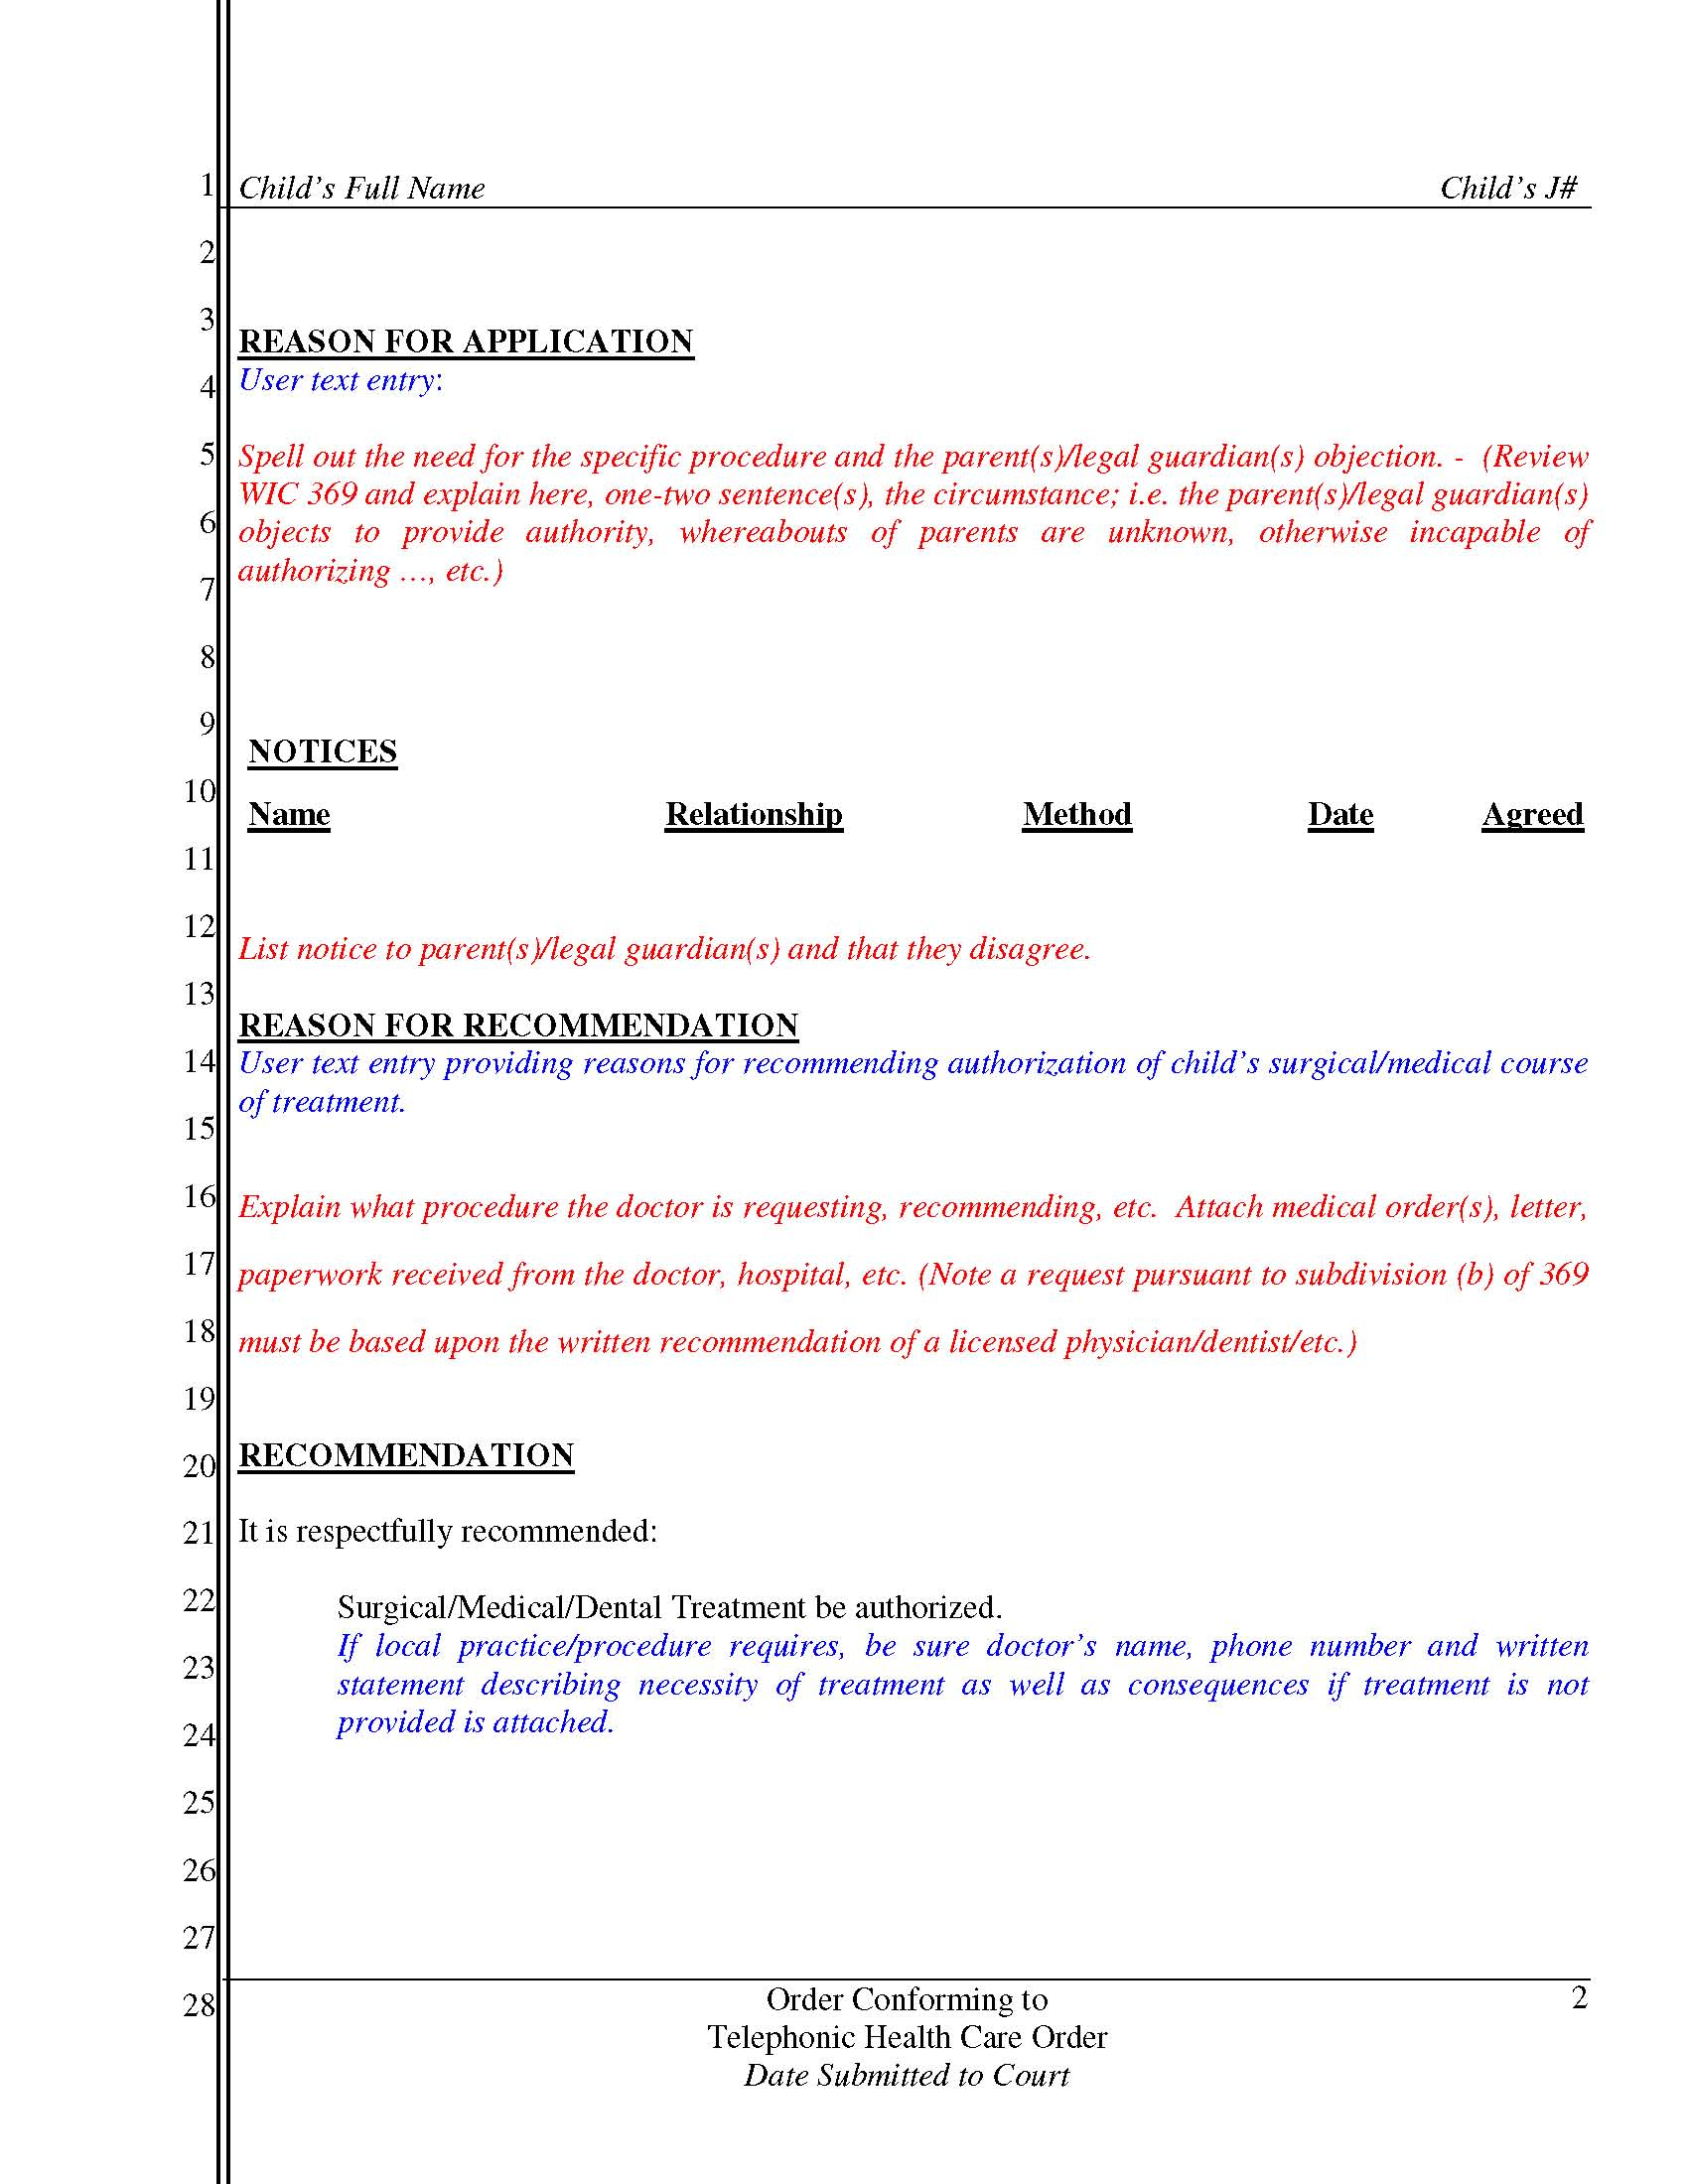 1 Child’s Full Name Child’s J#
2
3
REASON FOR APPLICATION
4 User text entry:
5 Spell out the need for the specific procedure and the parent(s)/legal guardian(s) objection. - (Review
WIC 369 and explain here, one-two sentence(s), the circumstance; i.e. the parent(s)/legal guardian(s)
6 objects to provide authority, whereabouts of parents are unknown, otherwise incapable of
authorizing …, etc.)
7
8
9
NOTICES
10
Name Relationship Method Date Agreed
11
12
List notice to parent(s)/legal guardian(s) and that they disagree.
13
REASON FOR RECOMMENDATION
14 User text entry providing reasons for recommending authorization of child’s surgical/medical course
of treatment.
15
16 Explain what procedure the doctor is requesting, recommending, etc. Attach medical order(s), letter,
17 paperwork received from the doctor, hospital, etc. (Note a request pursuant to subdivision (b) of 369
18 must be based upon the written recommendation of a licensed physician/dentist/etc.)
19
20 RECOMMENDATION
21 It is respectfully recommended:
22 Surgical/Medical/Dental Treatment be authorized.
If local practice/procedure requires, be sure doctor’s name, phone number and written
23 statement describing necessity of treatment as well as consequences if treatment is not
24 provided is attached.
25
26
27
28 Order Conforming to 2
Telephonic Health Care Order
Date Submitted to Court